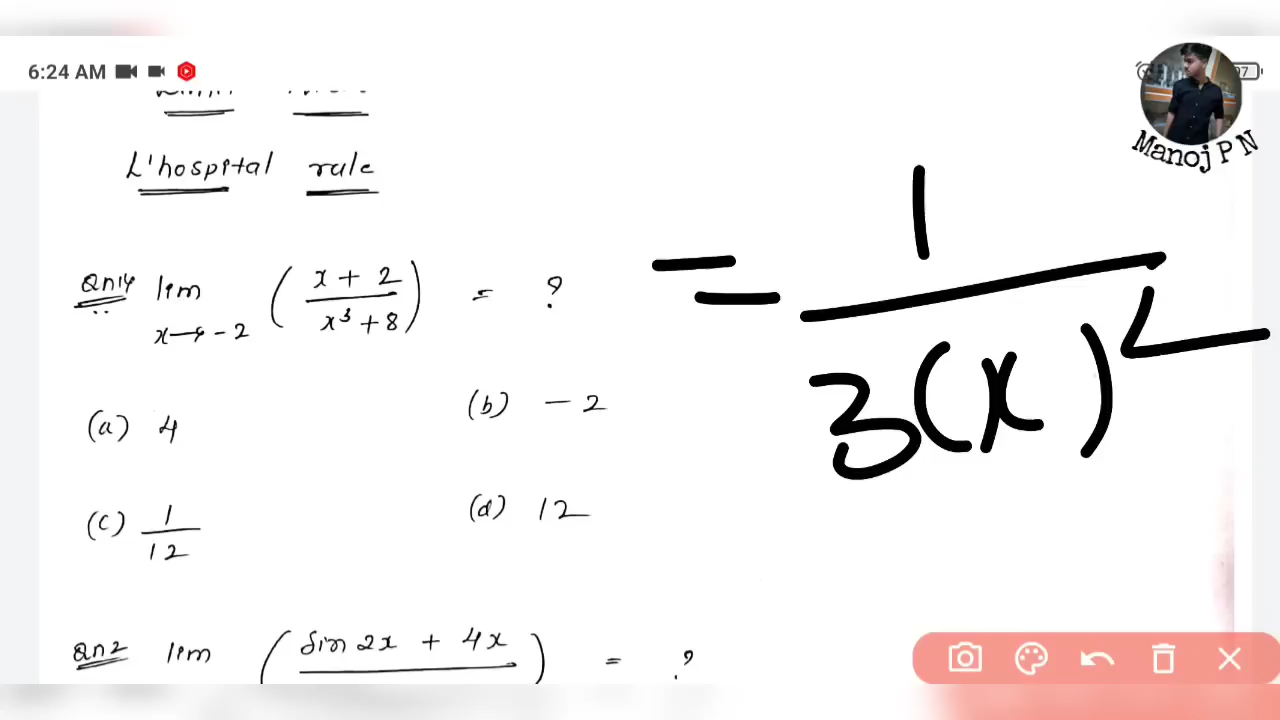 6:24 AM
Manoj P N
L'hospital rule
Qn14 lim x→-2 (x + 2 / x³ + 8) = ?
= 1 / 3(x)²
(a) 4 (b) -2
(c) 1/12 (d) 12
Qn2 lim (sin 2x + 4x) = ?